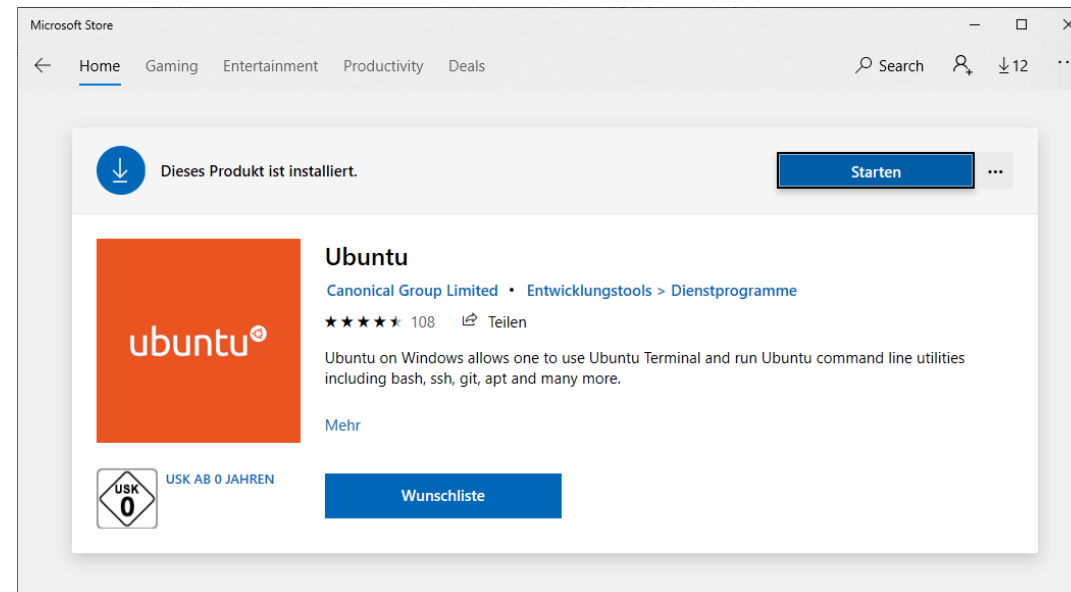 Microsoft Store
Home Gaming Entertainment Productivity Deals Search 12
Dieses Produkt ist installiert.
Starten
ubuntu
Ubuntu
Canonical Group Limited • Entwicklungstools > Dienstprogramme
108 Teilen
Ubuntu on Windows allows one to use Ubuntu Terminal and run Ubuntu command line utilities
including bash, ssh, git, apt and many more.
Mehr
USK
0
USK AB 0 JAHREN
Wunschliste